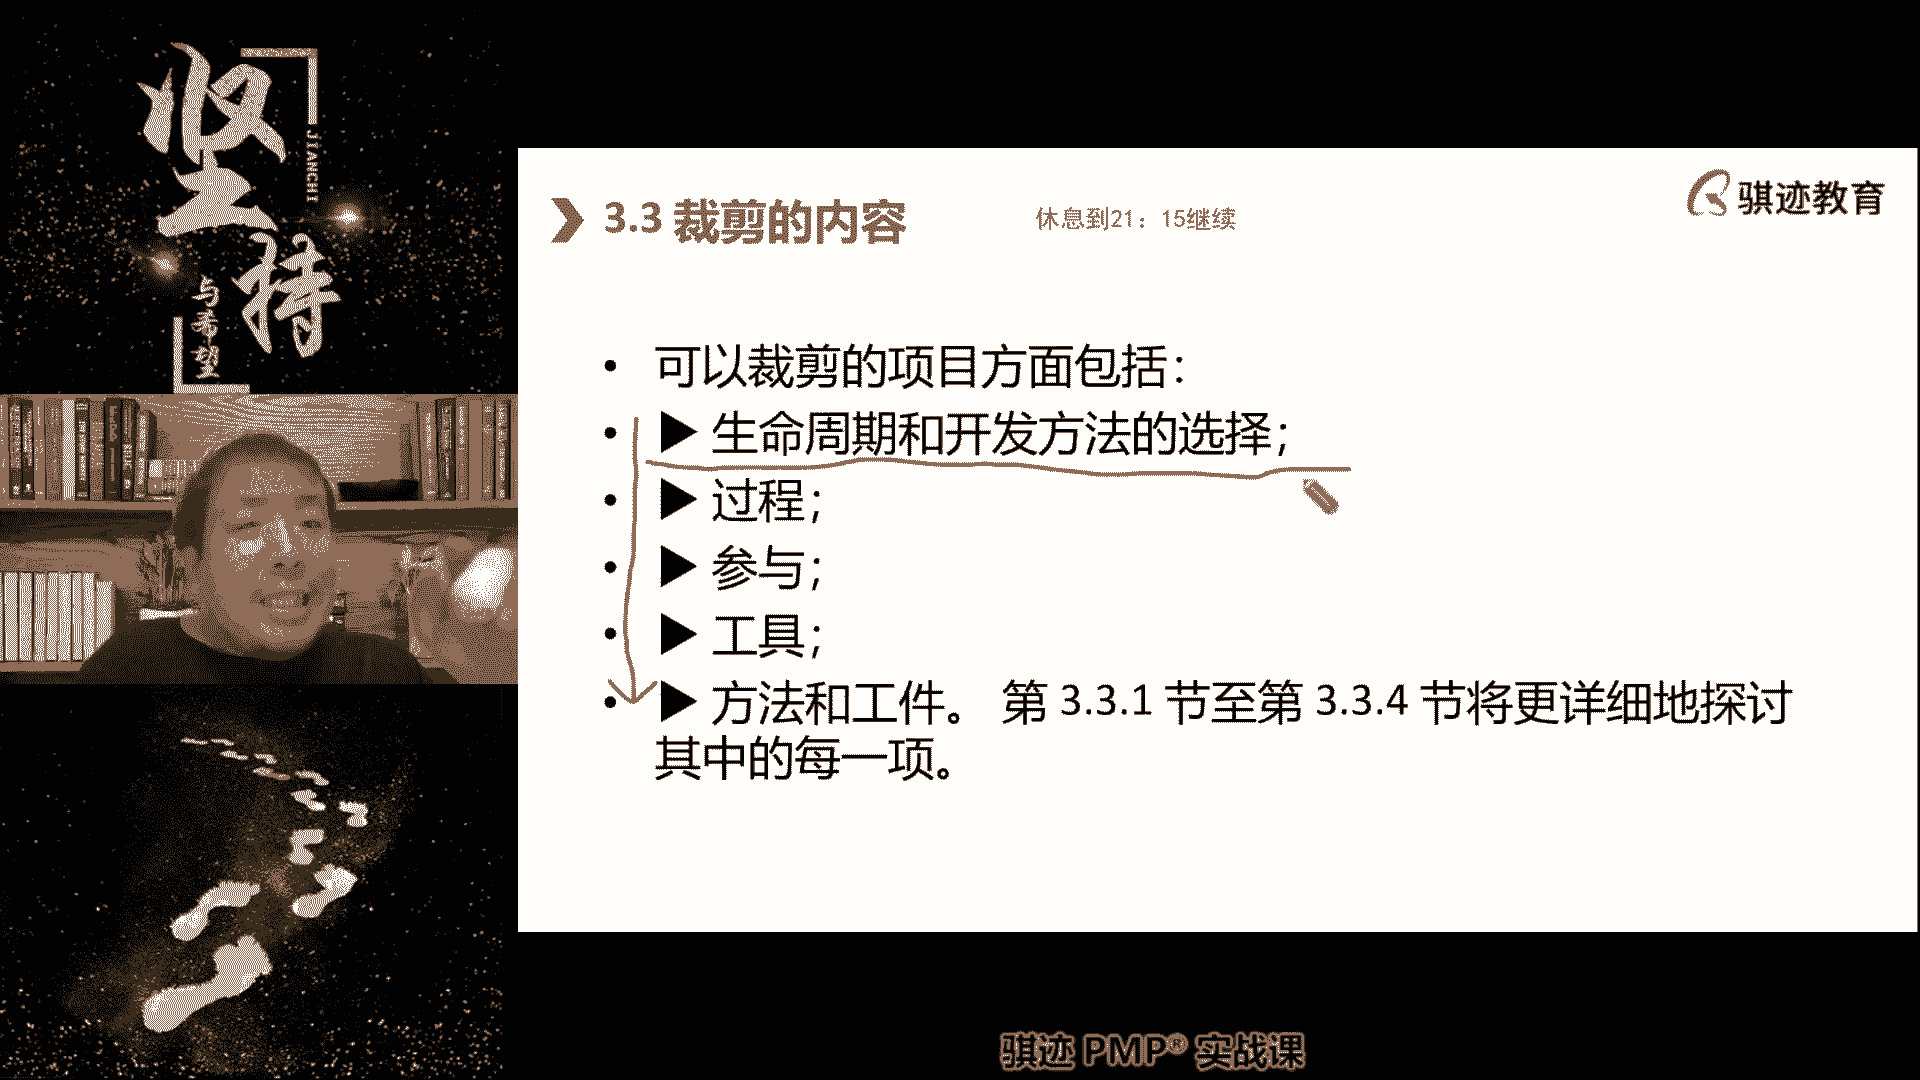 坚持
JIANCHI
与希望
骐迹教育
3.3 裁剪的内容
休息到21：15继续
• 可以裁剪的项目方面包括：
• ▶ 生命周期和开发方法的选择；
• ▶ 过程；
• ▶ 参与；
• ▶ 工具；
• ▶ 方法和工件。 第 3.3.1 节至第 3.3.4 节将更详细地探讨
其中的每一项。
骐迹 PMP® 实战课